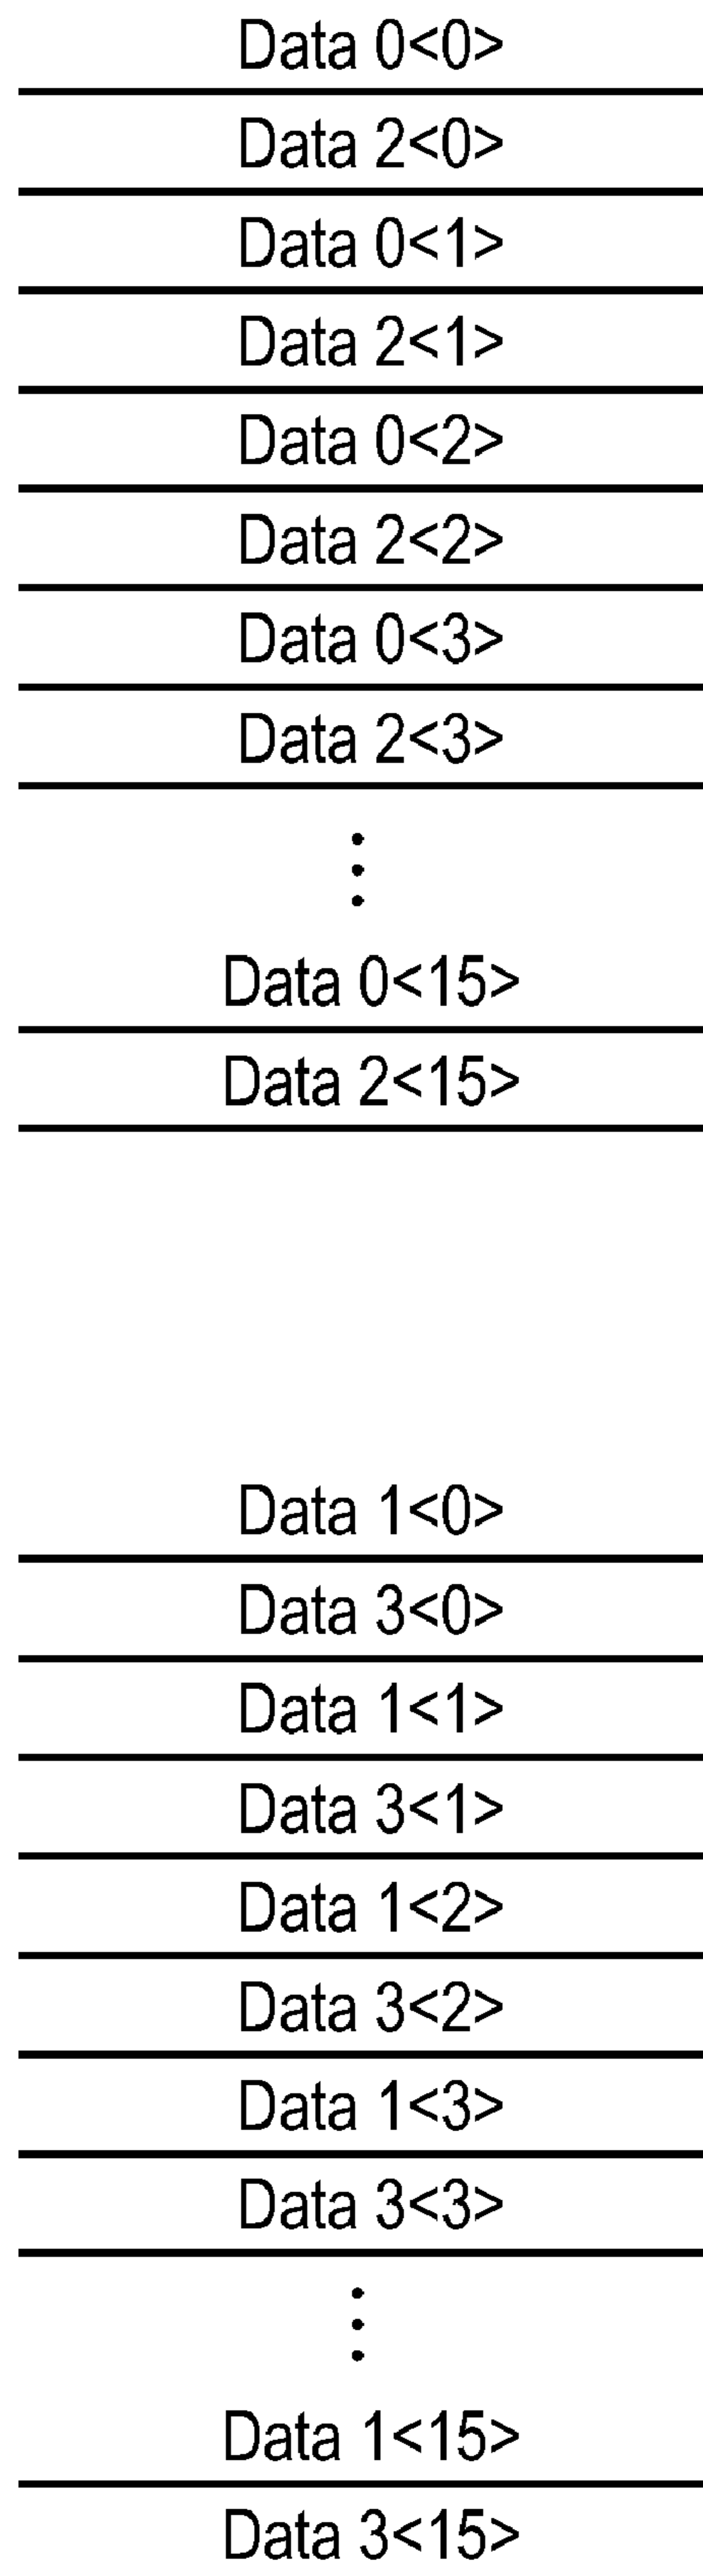 Data 0<0>
Data 2<0>
Data 0<1>
Data 2<1>
Data 0<2>
Data 2<2>
Data 0<3>
Data 2<3>
⋮
Data 0<15>
Data 2<15>
Data 1<0>
Data 3<0>
Data 1<1>
Data 3<1>
Data 1<2>
Data 3<2>
Data 1<3>
Data 3<3>
⋮
Data 1<15>
Data 3<15>